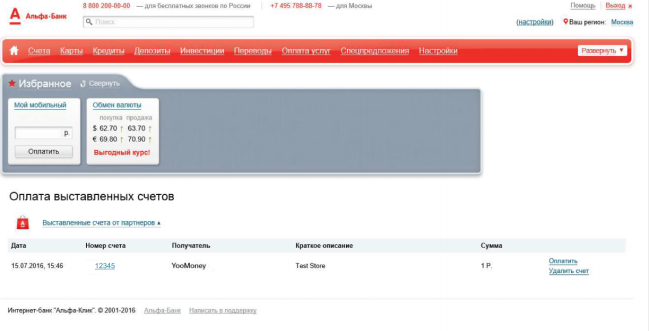 8 800 200-00-00 — для бесплатных звонков по России +7 495 788-88-78 — для Москвы Помощь Выход
Альфа·Банк Поиск (настройки) Ваш регион: Москва
Счета Карты Кредиты Депозиты Инвестиции Переводы Оплата услуг Спецпредложения Настройки Развернуть
Избранное Свернуть
Мой мобильный Обмен валюты
покупка продажа
$ 62.70 ↑ 63.70 ↑
р. € 69.80 ↑ 70.90 ↑
Оплатить Выгодный курс!
Оплата выставленных счетов
Выставленные счета от партнеров
Дата Номер счета Получатель Краткое описание Сумма
15.07.2016, 15:46 12345 YooMoney Test Store 1 Р. Оплатить
Удалить счет
Интернет-банк "Альфа-Клик". © 2001-2016 Альфа-Банк Написать в поддержку